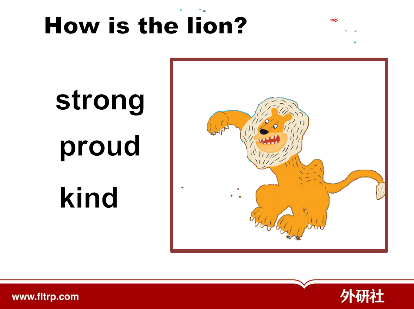 How is the lion?
strong
proud
kind
www.fltrp.com
外研社